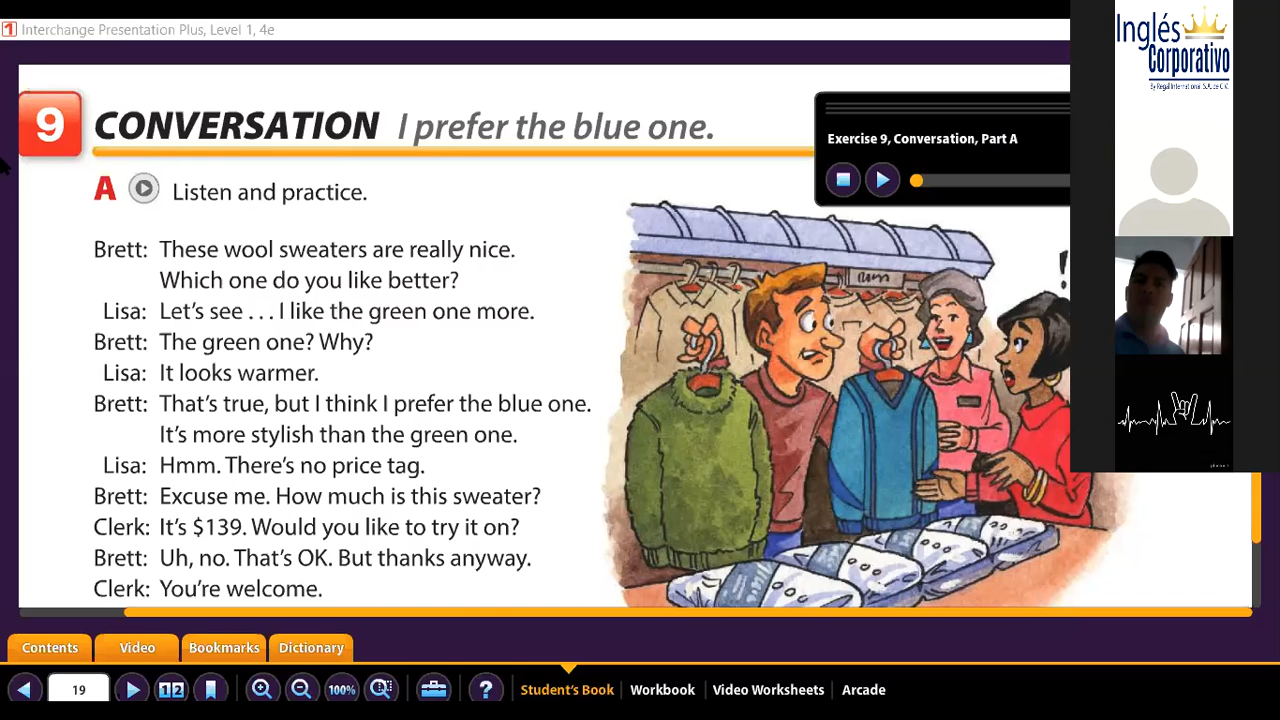 Interchange Presentation Plus, Level 1, 4e
Inglés
Corporativo
By Regal International S.A. de C.V.
9 CONVERSATION I prefer the blue one.
Exercise 9, Conversation, Part A
A Listen and practice.
Brett: These wool sweaters are really nice.
Which one do you like better?
Lisa: Let's see . . . I like the green one more.
Brett: The green one? Why?
Lisa: It looks warmer.
Brett: That's true, but I think I prefer the blue one.
It's more stylish than the green one.
Lisa: Hmm. There's no price tag.
Brett: Excuse me. How much is this sweater?
Clerk: It's $139. Would you like to try it on?
Brett: Uh, no. That's OK. But thanks anyway.
Clerk: You're welcome.
Contents Video Bookmarks Dictionary
19 12 100% ? Student's Book Workbook Video Worksheets Arcade